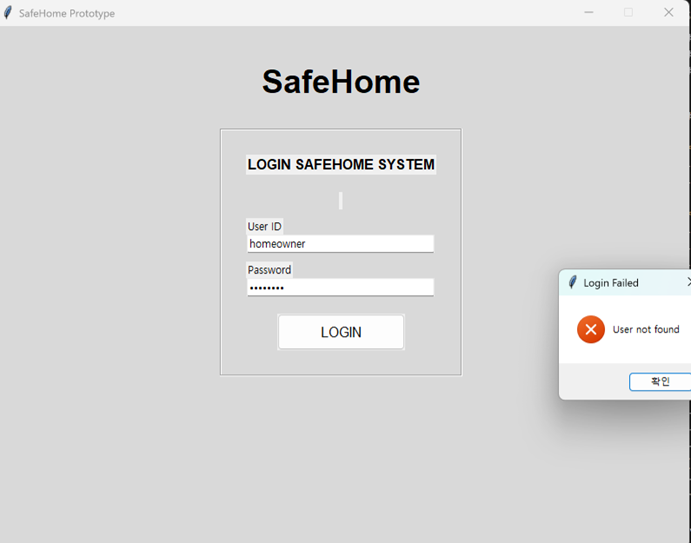 SafeHome Prototype
SafeHome
LOGIN SAFEHOME SYSTEM
User ID
homeowner
Password
••••••••
LOGIN
Login Failed
User not found
확인